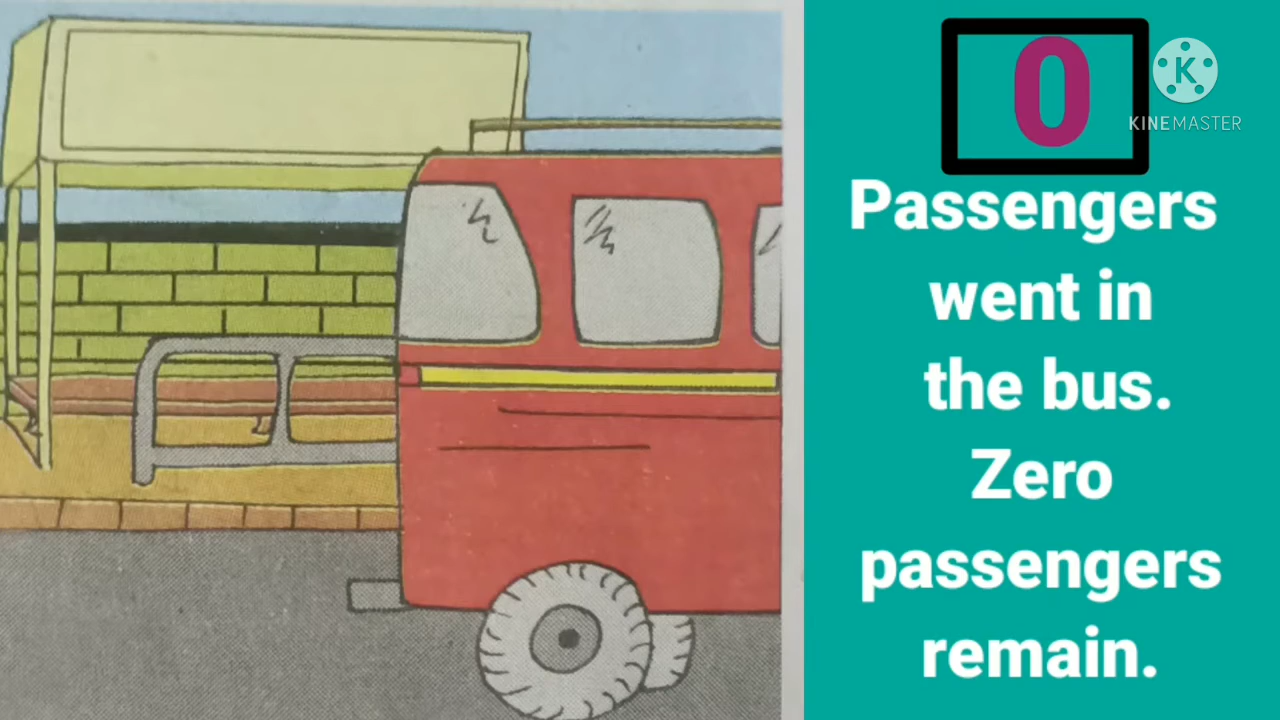 0
KINEMASTER
Passengers
went in
the bus.
Zero
passengers
remain.